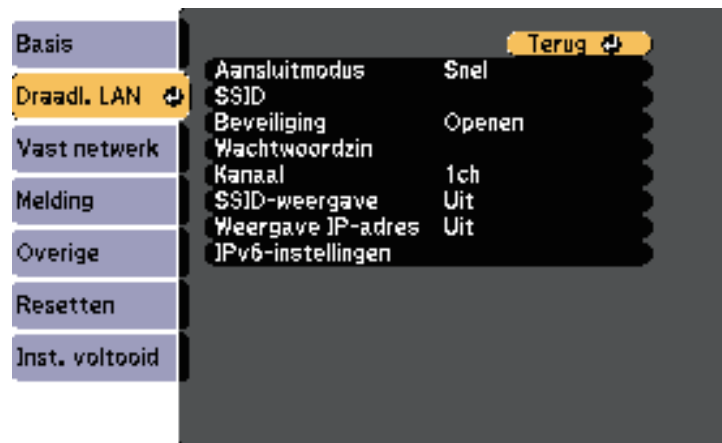 Basis
Draadl. LAN
Vast netwerk
Melding
Overige
Resetten
Inst. voltooid
Terug
Aansluitmodus Snel
SSID
Beveiliging Openen
Wachtwoordzin
Kanaal 1ch
SSID-weergave Uit
Weergave IP-adres Uit
IPv6-instellingen